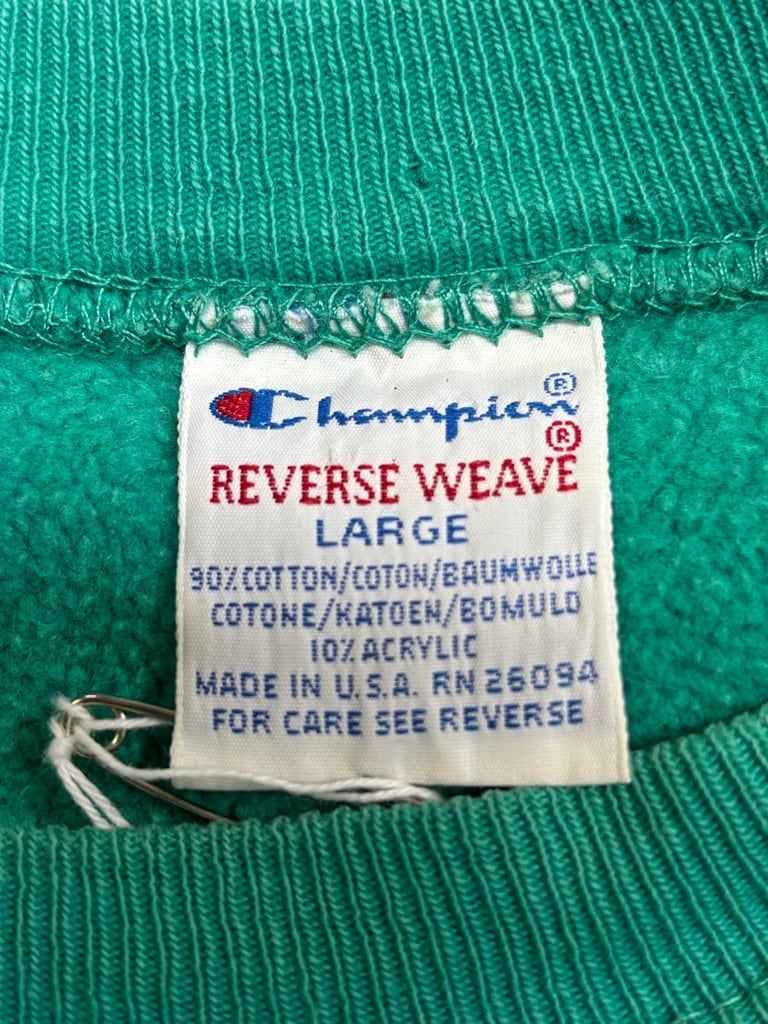 Champion®
REVERSE WEAVE®
LARGE
90% COTTON/COTON/BAUMWOLLE
COTONE/KATOEN/BOMULD
10% ACRYLIC
MADE IN U.S.A. RN 26094
FOR CARE SEE REVERSE